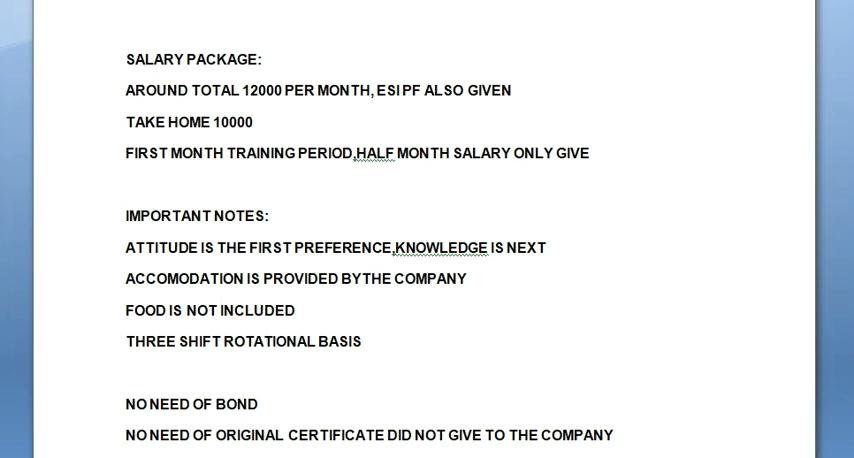 SALARY PACKAGE:
AROUND TOTAL 12000 PER MONTH, ESI PF ALSO GIVEN
TAKE HOME 10000
FIRST MONTH TRAINING PERIOD,HALF MONTH SALARY ONLY GIVE
IMPORTANT NOTES:
ATTITUDE IS THE FIRST PREFERENCE,KNOWLEDGE IS NEXT
ACCOMODATION IS PROVIDED BYTHE COMPANY
FOOD IS NOT INCLUDED
THREE SHIFT ROTATIONAL BASIS
NO NEED OF BOND
NO NEED OF ORIGINAL CERTIFICATE DID NOT GIVE TO THE COMPANY